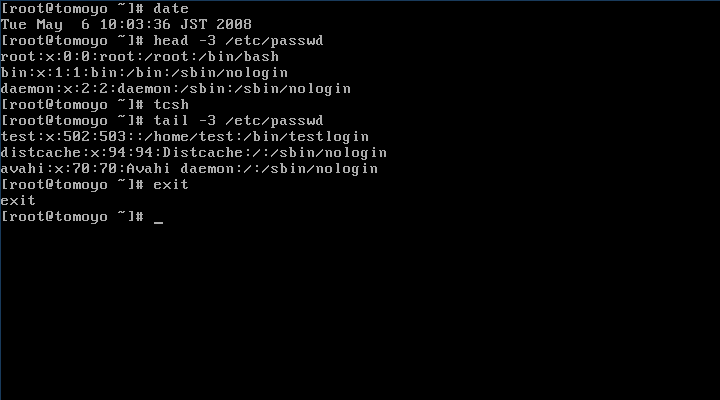 [root@tomoyo ~]# date
Tue May  6 10:03:36 JST 2008
[root@tomoyo ~]# head -3 /etc/passwd
root:x:0:0:root:/root:/bin/bash
bin:x:1:1:bin:/bin:/sbin/nologin
daemon:x:2:2:daemon:/sbin:/sbin/nologin
[root@tomoyo ~]# tcsh
[root@tomoyo ~]# tail -3 /etc/passwd
test:x:502:503::/home/test:/bin/testlogin
distcache:x:94:94:Distcache:/:/sbin/nologin
avahi:x:70:70:Avahi daemon:/:/sbin/nologin
[root@tomoyo ~]# exit
exit
[root@tomoyo ~]# _